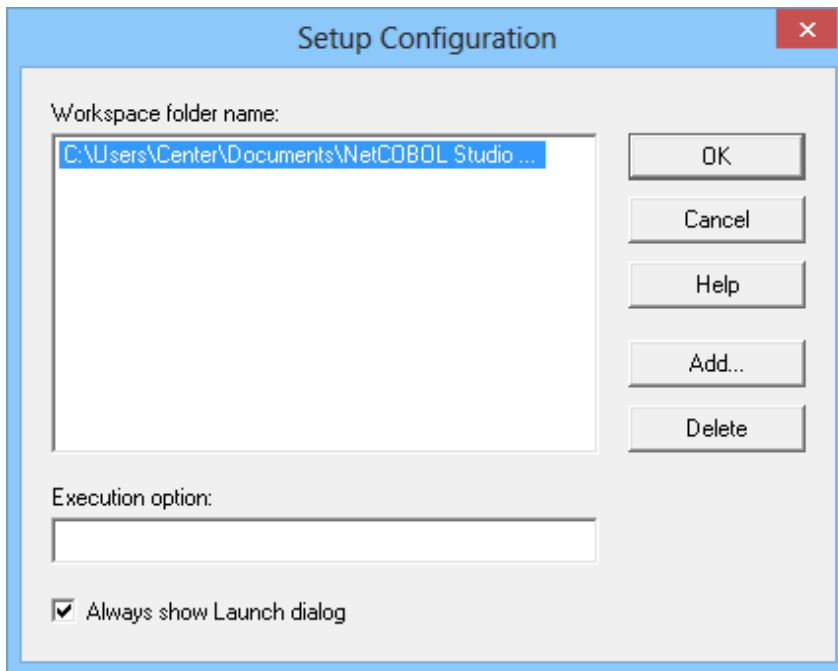 Setup Configuration
Workspace folder name:
C:\Users\Center\Documents\NetCOBOL Studio ...
OK
Cancel
Help
Add...
Delete
Execution option:
Always show Launch dialog